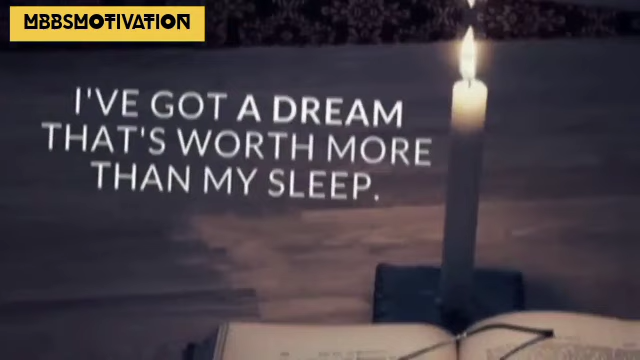 MBBSMOTIVATION
I'VE GOT A DREAM
THAT'S WORTH MORE
THAN MY SLEEP.